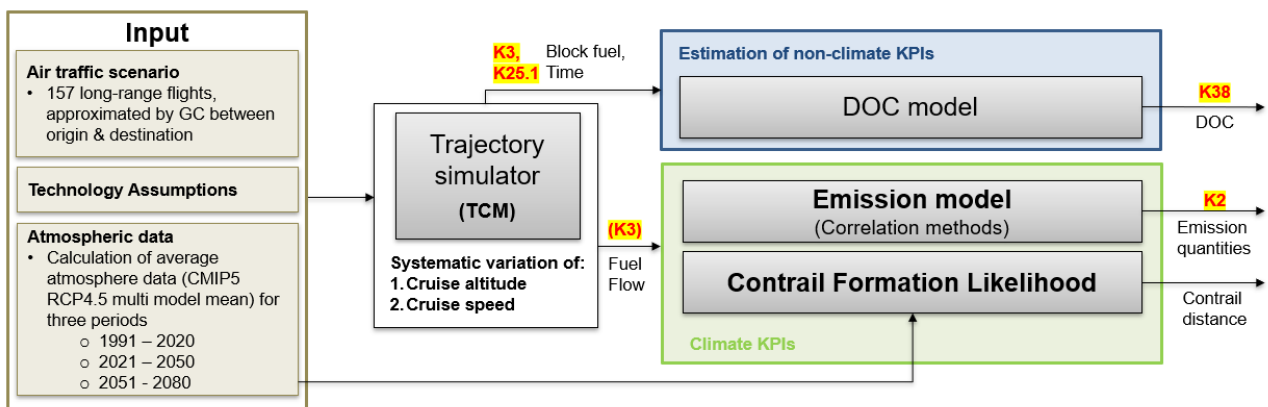 Input
Air traffic scenario
• 157 long-range flights,
approximated by GC between
origin & destination
Technology Assumptions
Atmospheric data
• Calculation of average
atmosphere data (CMIP5
RCP4.5 multi model mean) for
three periods
o 1991 – 2020
o 2021 – 2050
o 2051 - 2080
Trajectory
simulator
(TCM)
Systematic variation of:
1. Cruise altitude
2. Cruise speed
K3,
K25.1
Block fuel,
Time
(K3)
Fuel
Flow
Estimation of non-climate KPIs
DOC model
K38
DOC
Emission model
(Correlation methods)
Contrail Formation Likelihood
Climate KPIs
K2
Emission
quantities
Contrail
distance